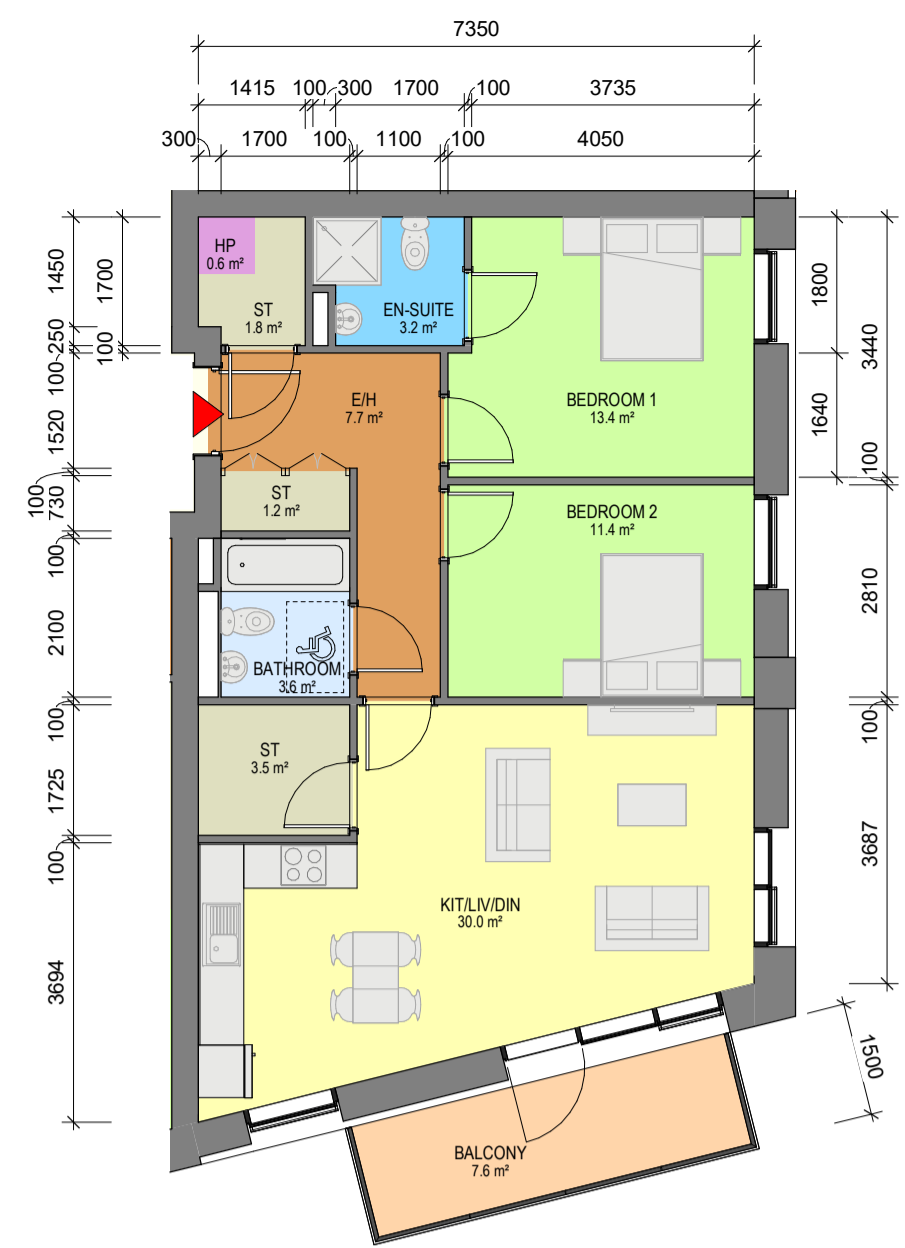 7350
1415 100 300 1700 100 3735
300 1700 100 1100 100 4050
1450
250
100
1520
100
730
100
2100
100
1725
100
3694
1700
100
HP
0.6 m²
ST
1.8 m²
EN-SUITE
3.2 m²
E/H
7.7 m²
BEDROOM 1
13.4 m²
ST
1.2 m²
BEDROOM 2
11.4 m²
BATHROOM
3.6 m²
ST
3.5 m²
KIT/LIV/DIN
30.0 m²
BALCONY
7.6 m²
1800
1640
3440
100
2810
100
3687
1500